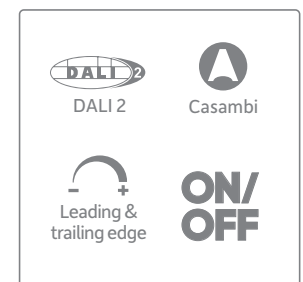 DALI 2
DALI 2
Casambi
- +
Leading &
trailing edge
ON/
OFF